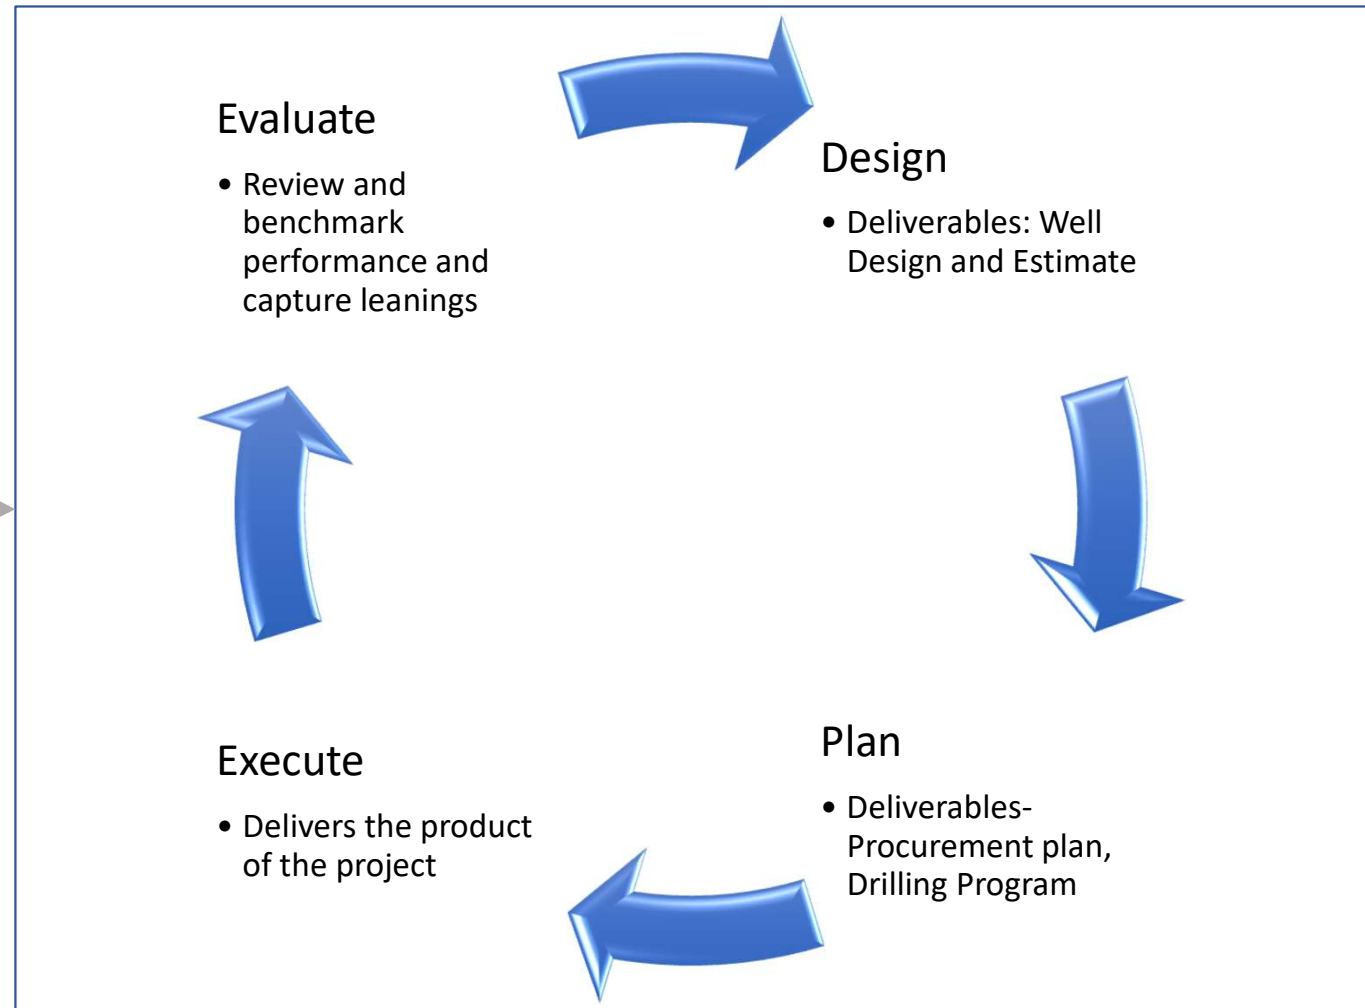 Evaluate
• Review and
benchmark
performance and
capture leanings
Design
• Deliverables: Well
Design and Estimate
Plan
• Deliverables-
Procurement plan,
Drilling Program
Execute
• Delivers the product
of the project